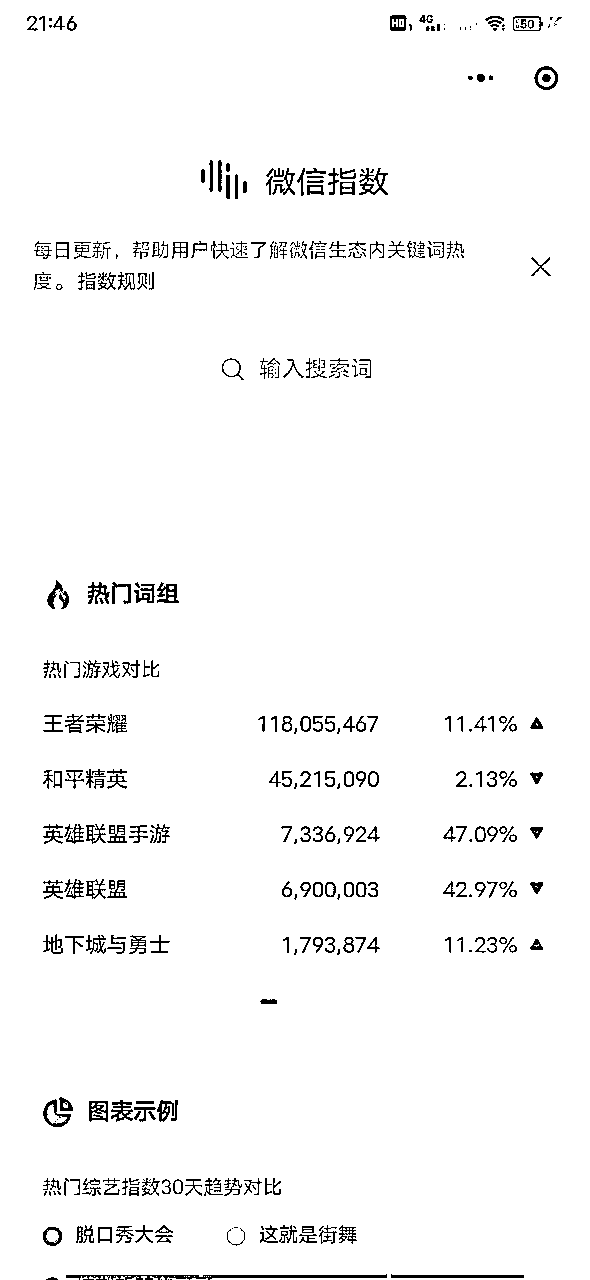 21:46
HD 4G 50
微信指数
每日更新，帮助用户快速了解微信生态内关键词热
度。指数规则
输入搜索词
热门词组
热门游戏对比
王者荣耀 118,055,467 11.41%
和平精英 45,215,090 2.13%
英雄联盟手游 7,336,924 47.09%
英雄联盟 6,900,003 42.97%
地下城与勇士 1,793,874 11.23%
图表示例
热门综艺指数30天趋势对比
脱口秀大会 这就是街舞